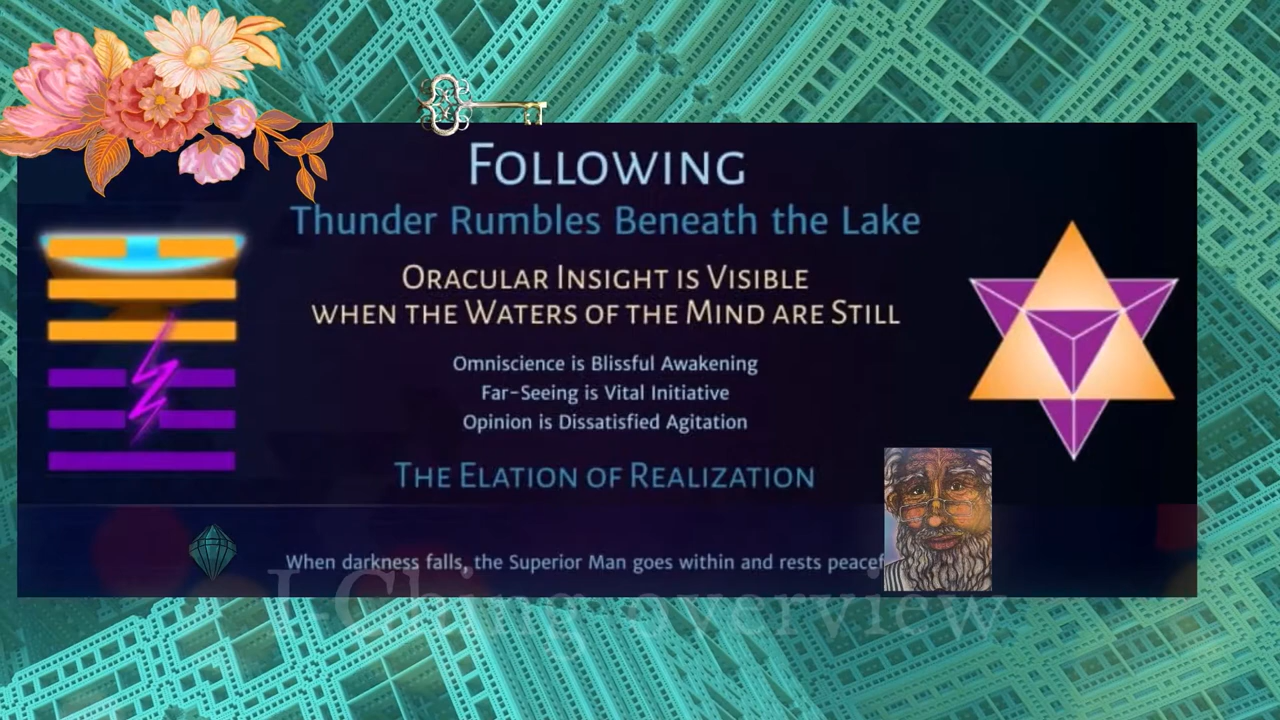 Following
Thunder Rumbles Beneath the Lake
Oracular Insight is Visible
when the Waters of the Mind are Still
Omniscience is Blissful Awakening
Far-Seeing is Vital Initiative
Opinion is Dissatisfied Agitation
The Elation of Realization
When darkness falls, the Superior Man goes within and rests
I-Ching overview